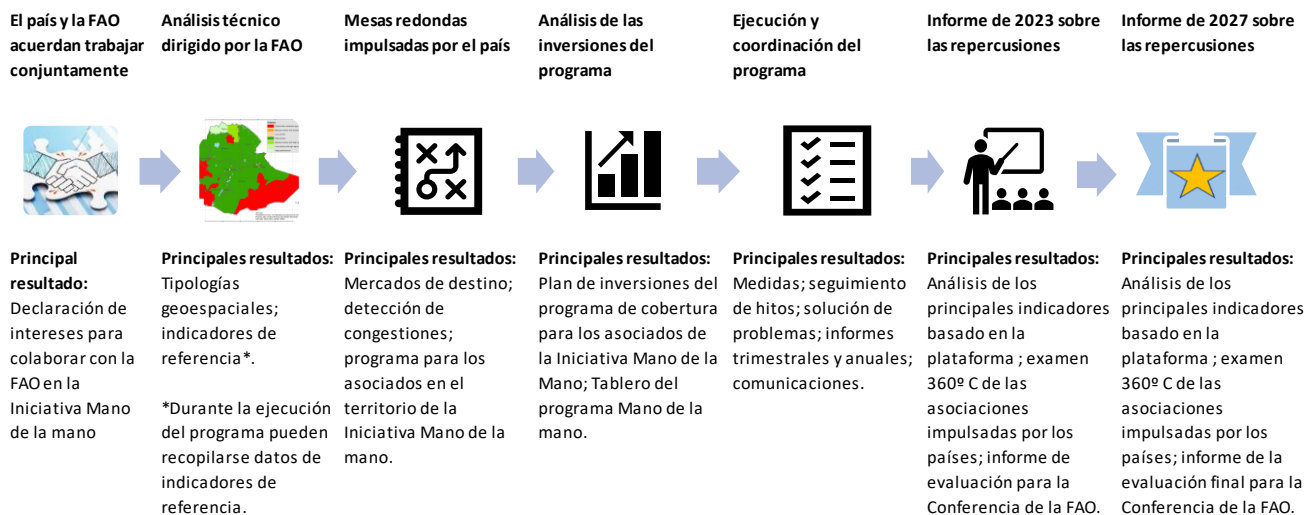 El país y la FAO
acuerdan trabajar
conjuntamente
Análisis técnico
dirigido por la FAO
Mesas redondas
impulsadas por el país
Análisis de las
inversiones del
programa
Ejecución y
coordinación del
programa
Informe de 2023 sobre
las repercusiones
Informe de 2027 sobre
las repercusiones
Principal
resultado:
Declaración de
intereses para
colaborar con la
FAO en la
Iniciativa Mano
de la mano
Principales resultados:
Tipologías
geoespaciales;
indicadores de
referencia*.
*Durante la ejecución
del programa pueden
recopilarse datos de
indicadores de
referencia.
Principales resultados:
Mercados de destino;
detección de
congestiones;
programa para los
asociados en el
territorio de la
Iniciativa Mano de la
mano.
Principales resultados:
Plan de inversiones del
programa de cobertura
para los asociados de
la Iniciativa Mano de la
Mano; Tablero del
programa Mano de la
mano.
Principales resultados:
Medidas; seguimiento
de hitos; solución de
problemas; informes
trimestrales y anuales;
comunicaciones.
Principales resultados:
Análisis de los
principales indicadores
basado en la
plataforma ; examen
360º C de las
asociaciones
impulsadas por los
países; informe de
evaluación para la
Conferencia de la FAO.
Principales resultados:
Análisis de los
principales indicadores
basado en la
plataforma ; examen
360º C de las
asociaciones
impulsadas por los
países; informe de la
evaluación final para la
Conferencia de la FAO.